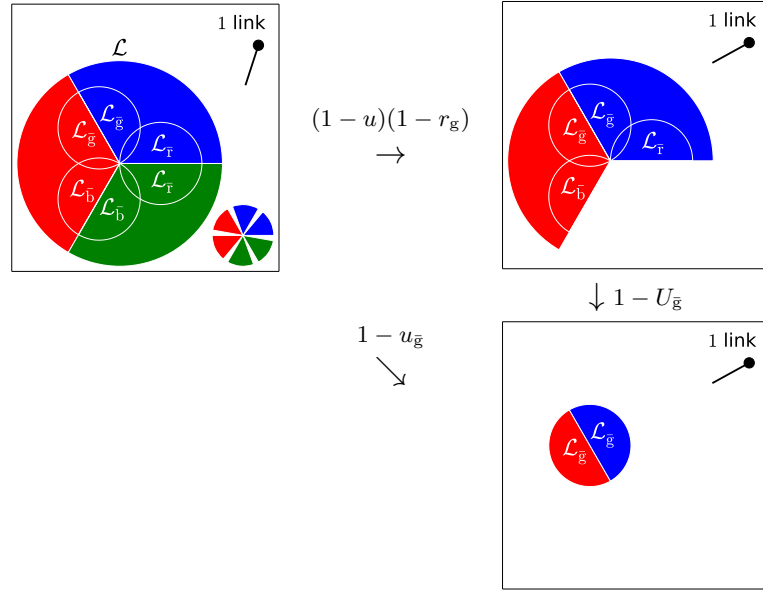 1 link
ℒ
ℒ_ḡ
ℒ_ḡ
ℒ_r̄
ℒ_b̄
ℒ_r̄
ℒ_b̄
(1 − u)(1 − r_g)
→
1 link
ℒ_ḡ
ℒ_ḡ
ℒ_r̄
ℒ_b̄
↓ 1 − U_ḡ
1 − u_ḡ
↘
1 link
ℒ_ḡ
ℒ_ḡ